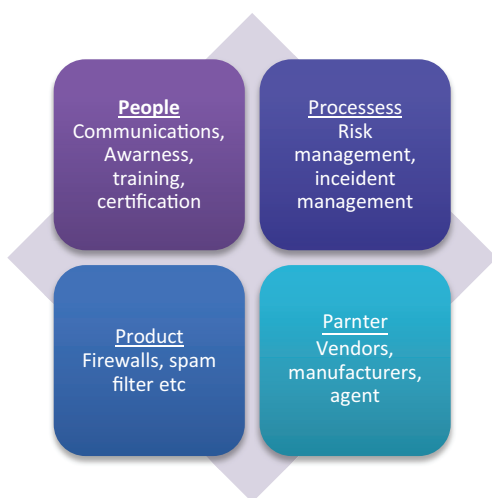 People
Communications,
Awarness,
training,
certification
Processess
Risk
management,
inceident
management
Product
Firewalls, spam
filter etc
Parnter
Vendors,
manufacturers,
agent